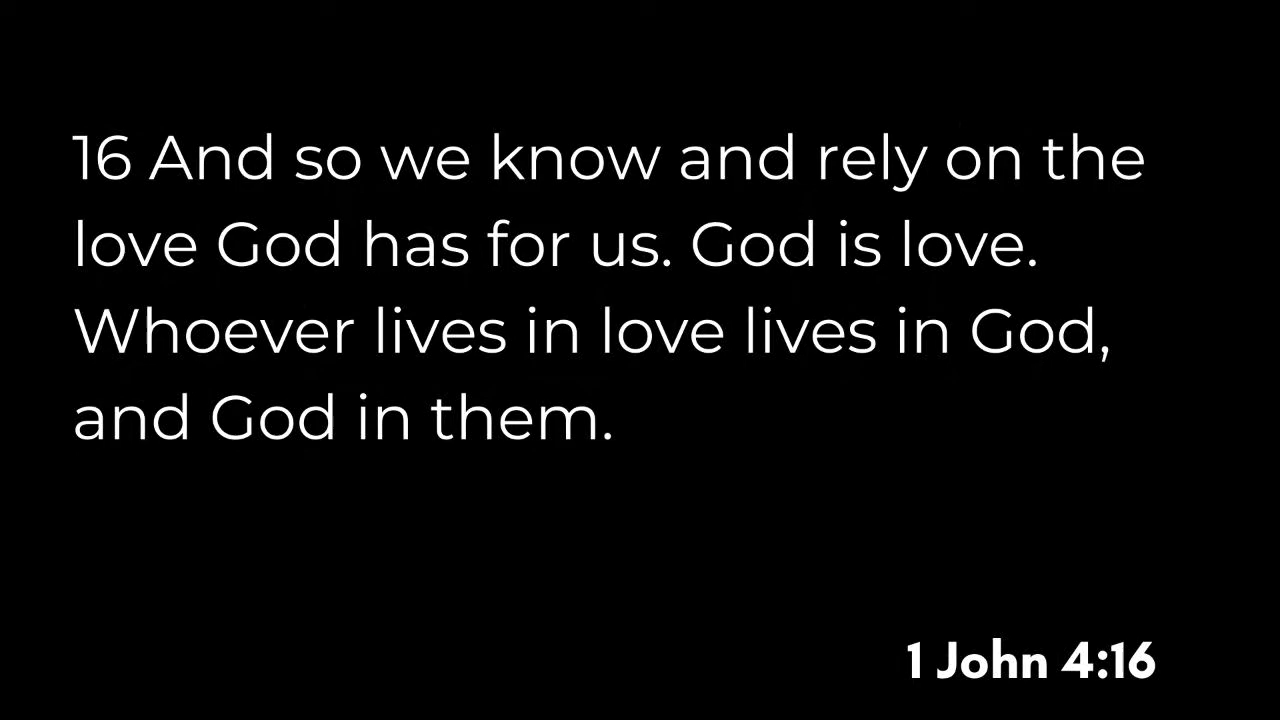 16 And so we know and rely on the
love God has for us. God is love.
Whoever lives in love lives in God,
and God in them.
1 John 4:16